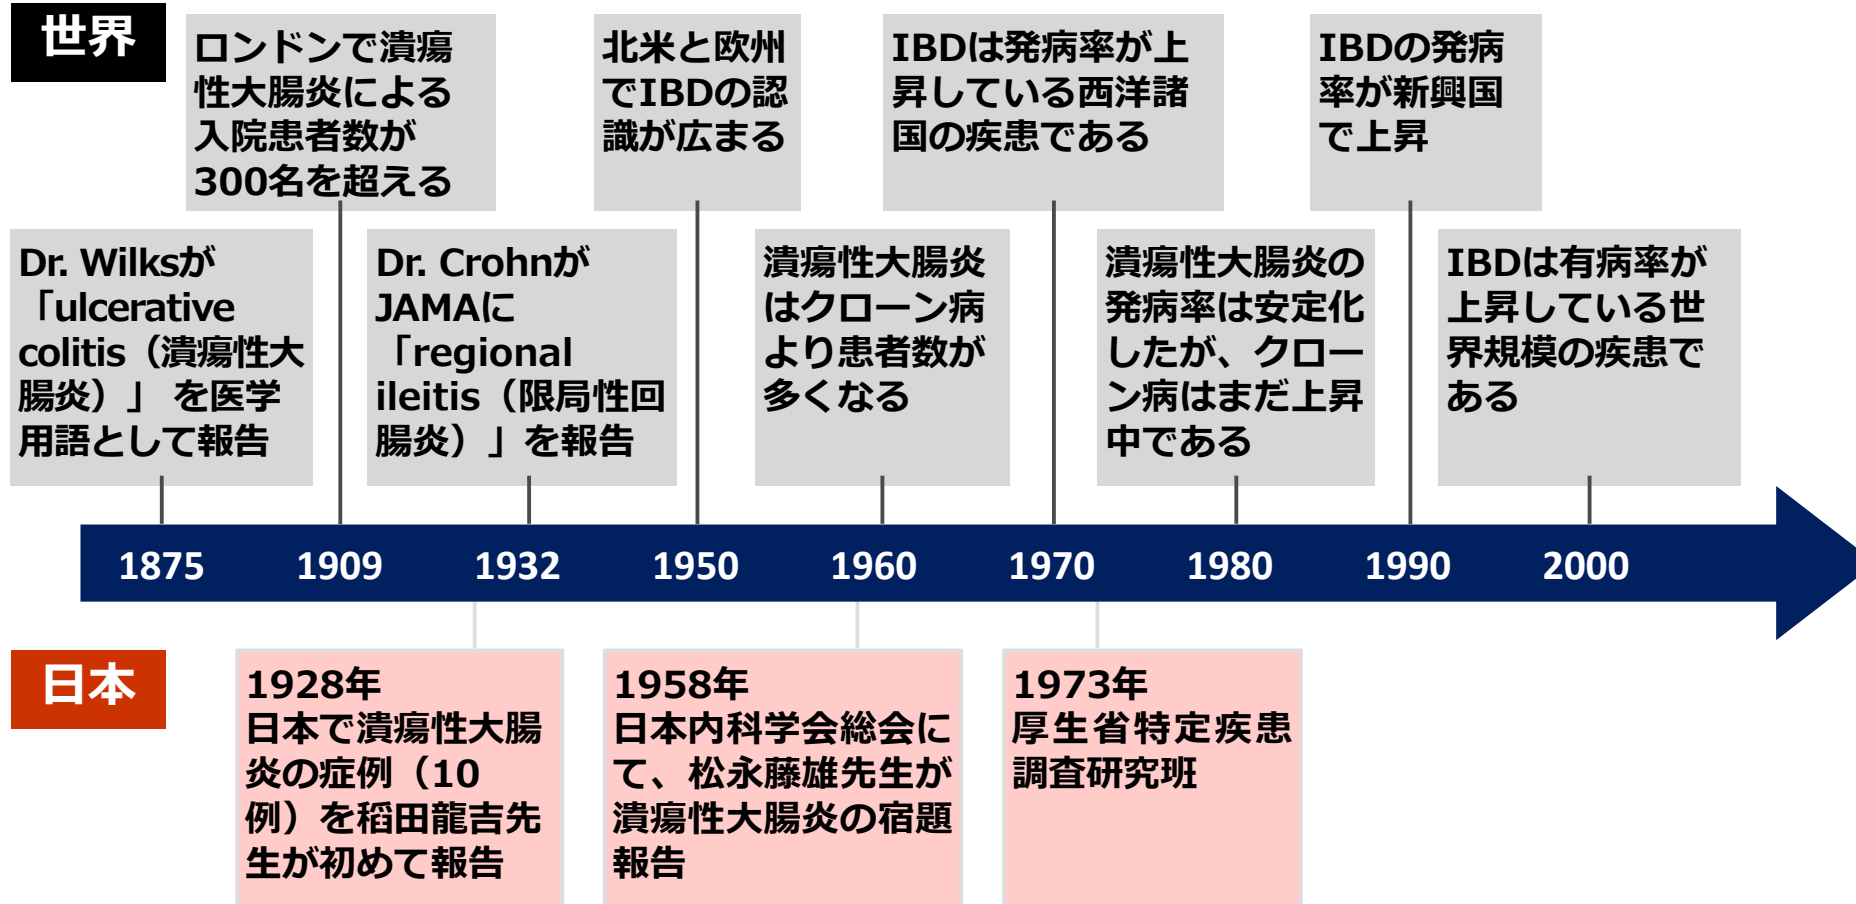 世界
ロンドンで潰瘍
性大腸炎による
入院患者数が
300名を超える
北米と欧州
でIBDの認
識が広まる
IBDは発病率が上
昇している西洋諸
国の疾患である
IBDの発病
率が新興国
で上昇
Dr. Wilksが
「ulcerative
colitis（潰瘍性大
腸炎）」 を医学
用語として報告
Dr. Crohnが
JAMAに
「regional
ileitis（限局性回
腸炎）」を報告
潰瘍性大腸炎
はクローン病
より患者数が
多くなる
潰瘍性大腸炎の
発病率は安定化
したが、クロー
ン病はまだ上昇
中である
IBDは有病率が
上昇している世
界規模の疾患で
ある
1875 1909 1932 1950 1960 1970 1980 1990 2000
日本
1928年
日本で潰瘍性大腸
炎の症例（10
例）を稻田龍吉先
生が初めて報告
1958年
日本内科学会総会に
て、松永藤雄先生が
潰瘍性大腸炎の宿題
報告
1973年
厚生省特定疾患
調査研究班